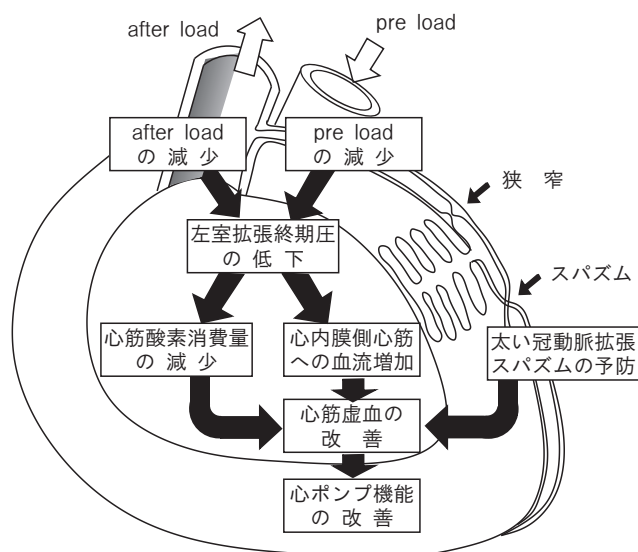 after load
pre load
after load
の 減 少
pre load
の 減 少
狭 窄
左室拡張終期圧
の 低 下
スパズム
心筋酸素消費量
の 減 少
心内膜側心筋
への血流増加
太い冠動脈拡張
スパズムの予防
心筋虚血の
改 善
心ポンプ機能
の 改 善